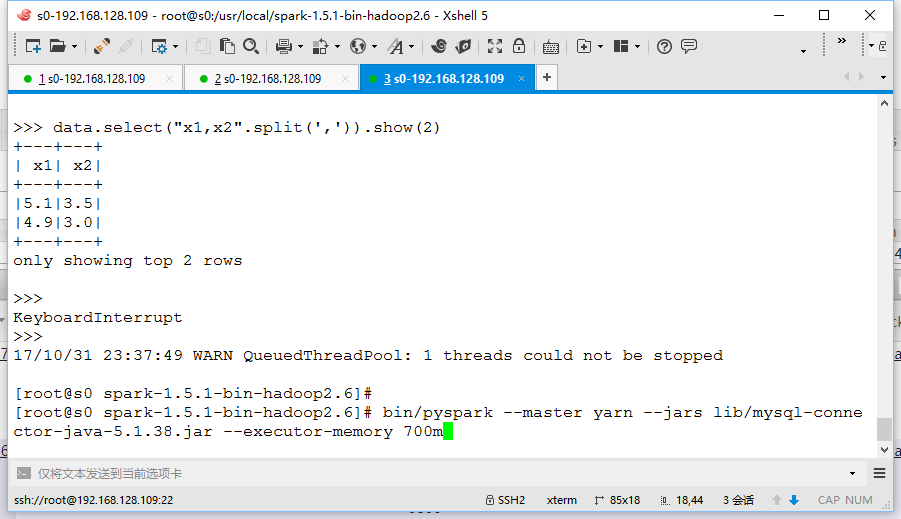 s0-192.168.128.109 - root@s0:/usr/local/spark-1.5.1-bin-hadoop2.6 - Xshell 5
1 s0-192.168.128.109
2 s0-192.168.128.109
3 s0-192.168.128.109
>>> data.select("x1,x2".split(',')).show(2)
+---+---+
| x1| x2|
+---+---+
|5.1|3.5|
|4.9|3.0|
+---+---+
only showing top 2 rows
>>>
KeyboardInterrupt
>>>
17/10/31 23:37:49 WARN QueuedThreadPool: 1 threads could not be stopped
[root@s0 spark-1.5.1-bin-hadoop2.6]#
[root@s0 spark-1.5.1-bin-hadoop2.6]# bin/pyspark --master yarn --jars lib/mysql-conne
ctor-java-5.1.38.jar --executor-memory 700m
仅将文本发送到当前选项卡
ssh://root@192.168.128.109:22 SSH2 xterm 85x18 18,44 3 会话 CAP NUM